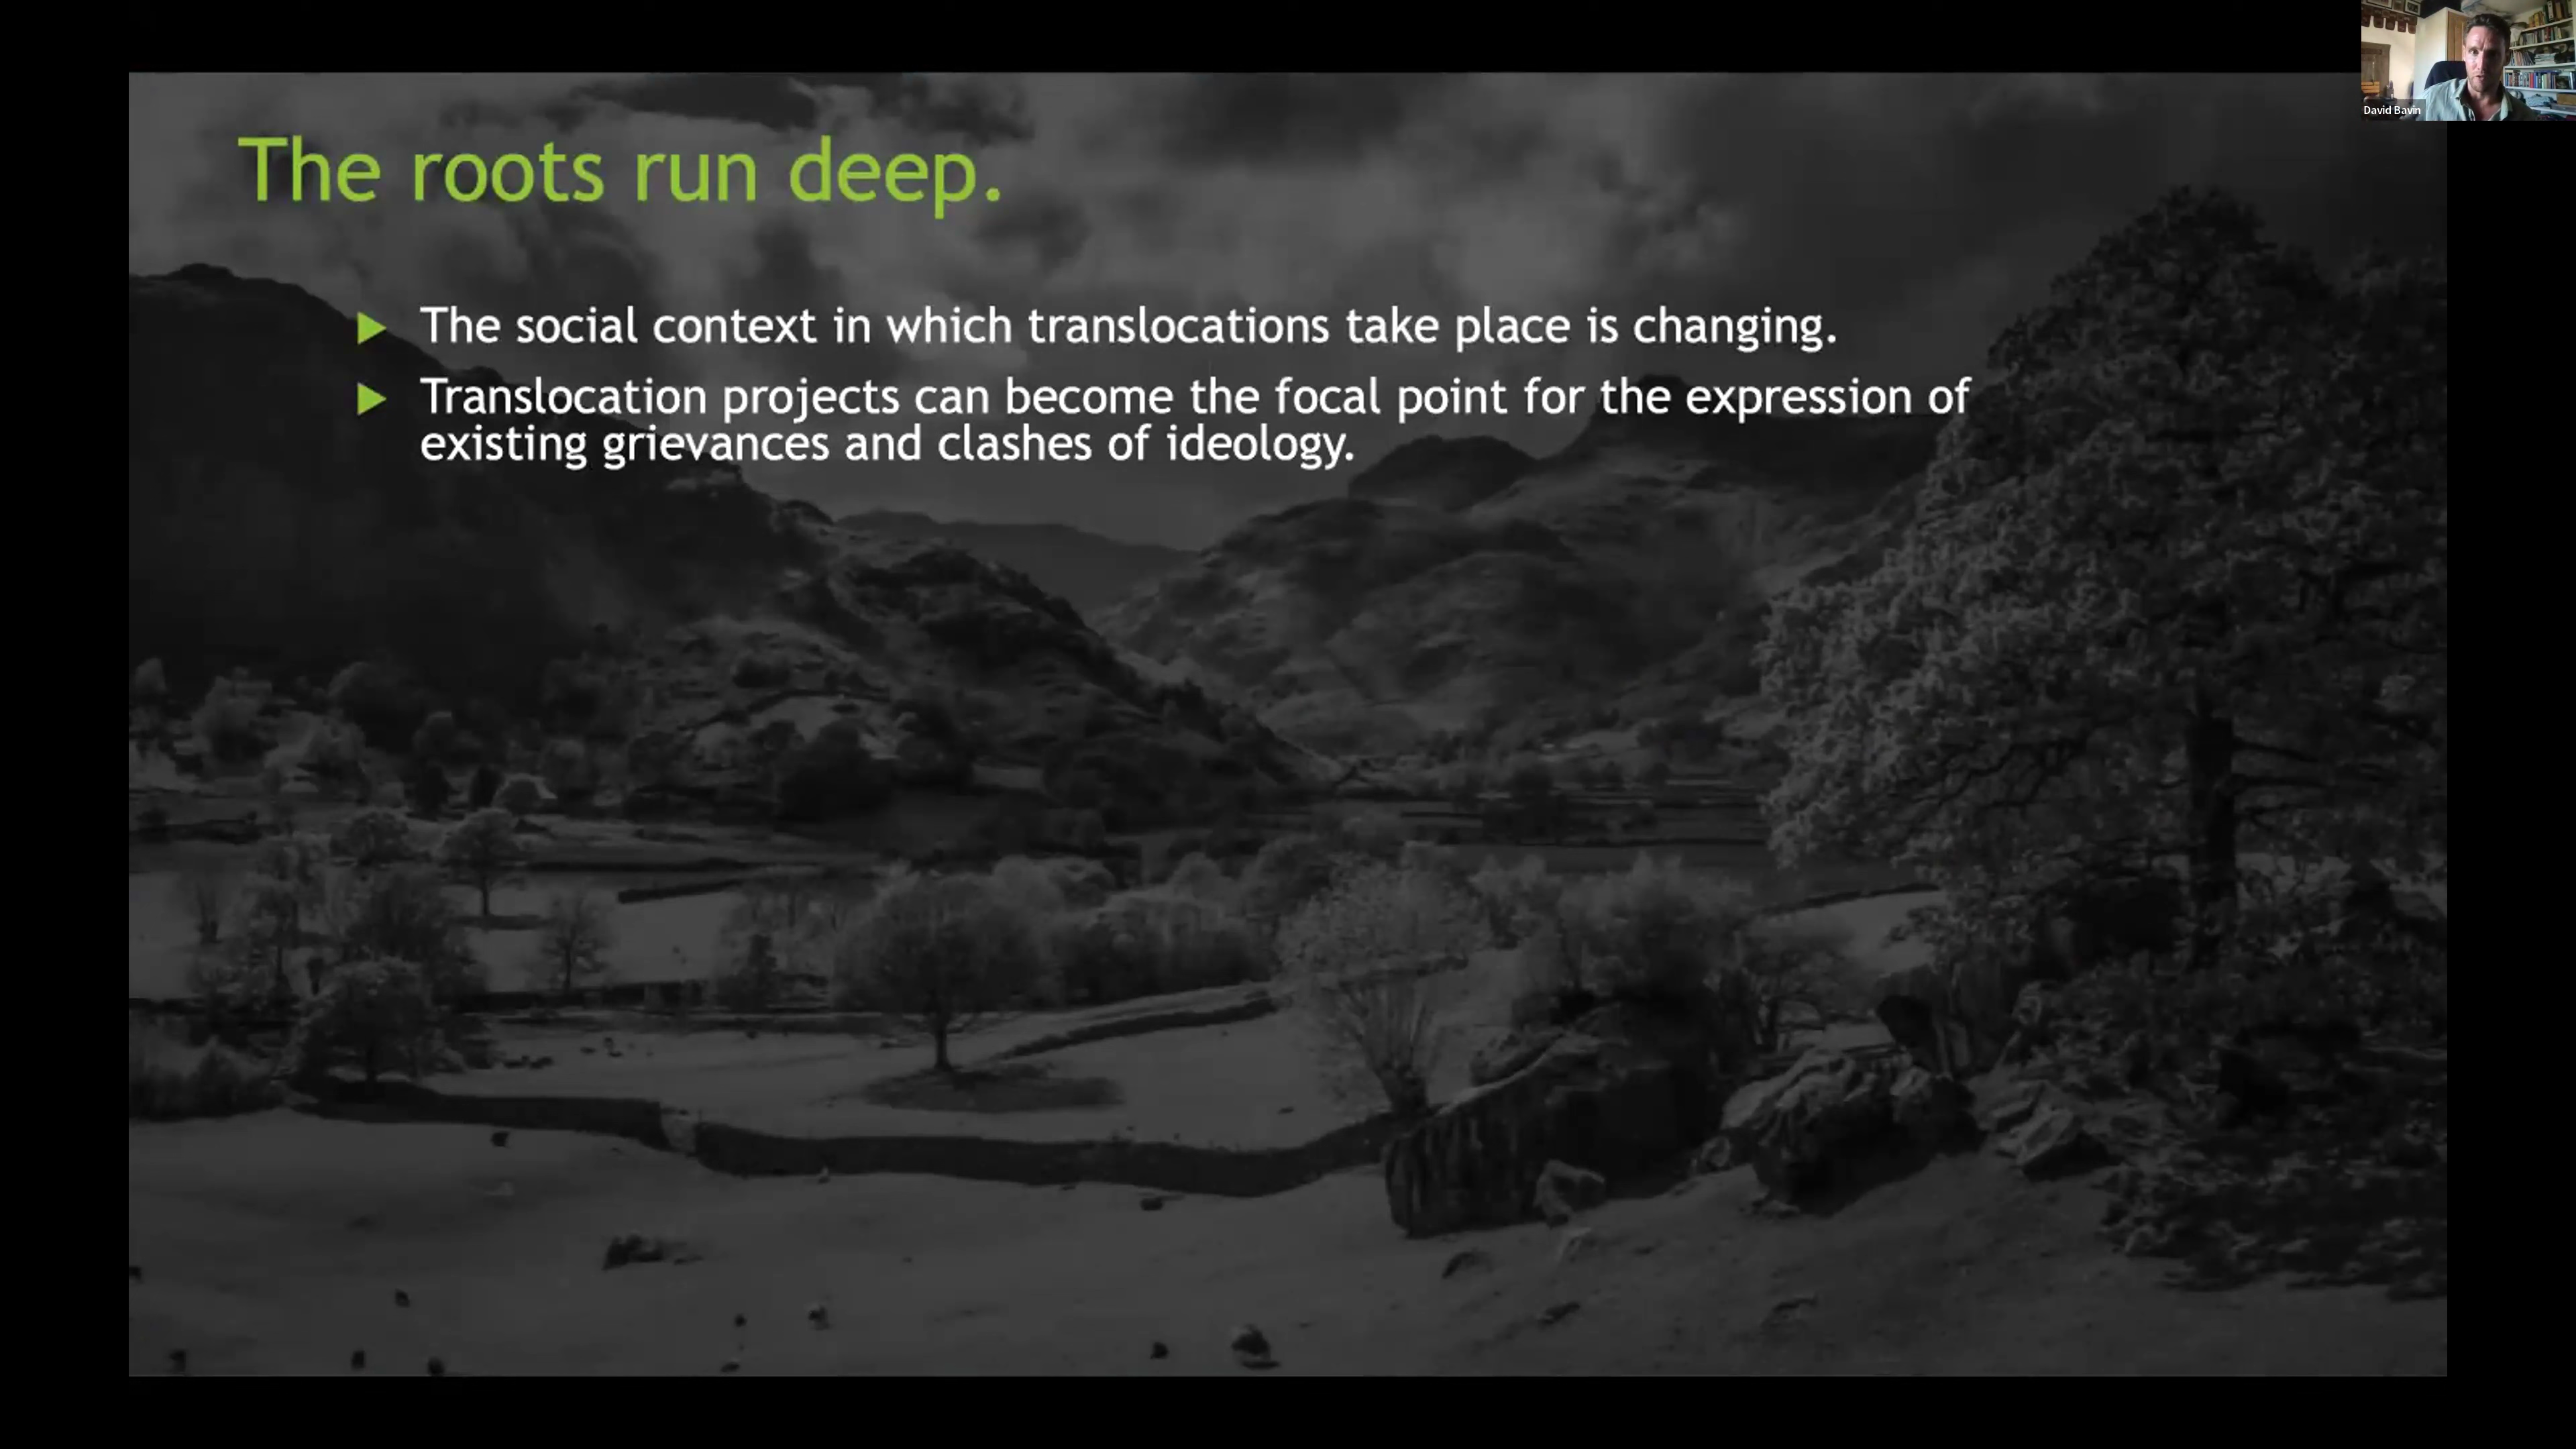 David Bavin
The roots run deep.
The social context in which translocations take place is changing.
Translocation projects can become the focal point for the expression of
existing grievances and clashes of ideology.